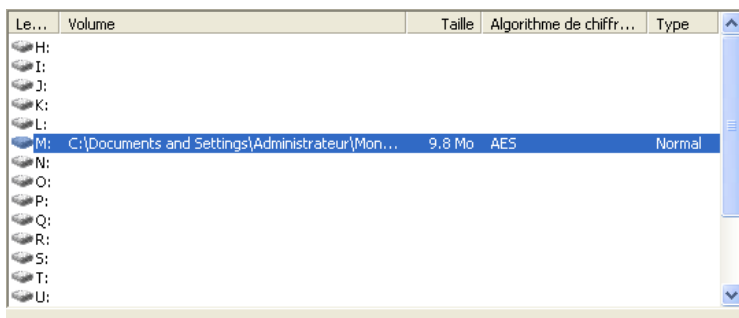 Le... Volume Taille Algorithme de chiffr... Type
H:
I:
J:
K:
L:
M: C:\Documents and Settings\Administrateur\Mon... 9.8 Mo AES Normal
N:
O:
P:
Q:
R:
S:
T:
U: